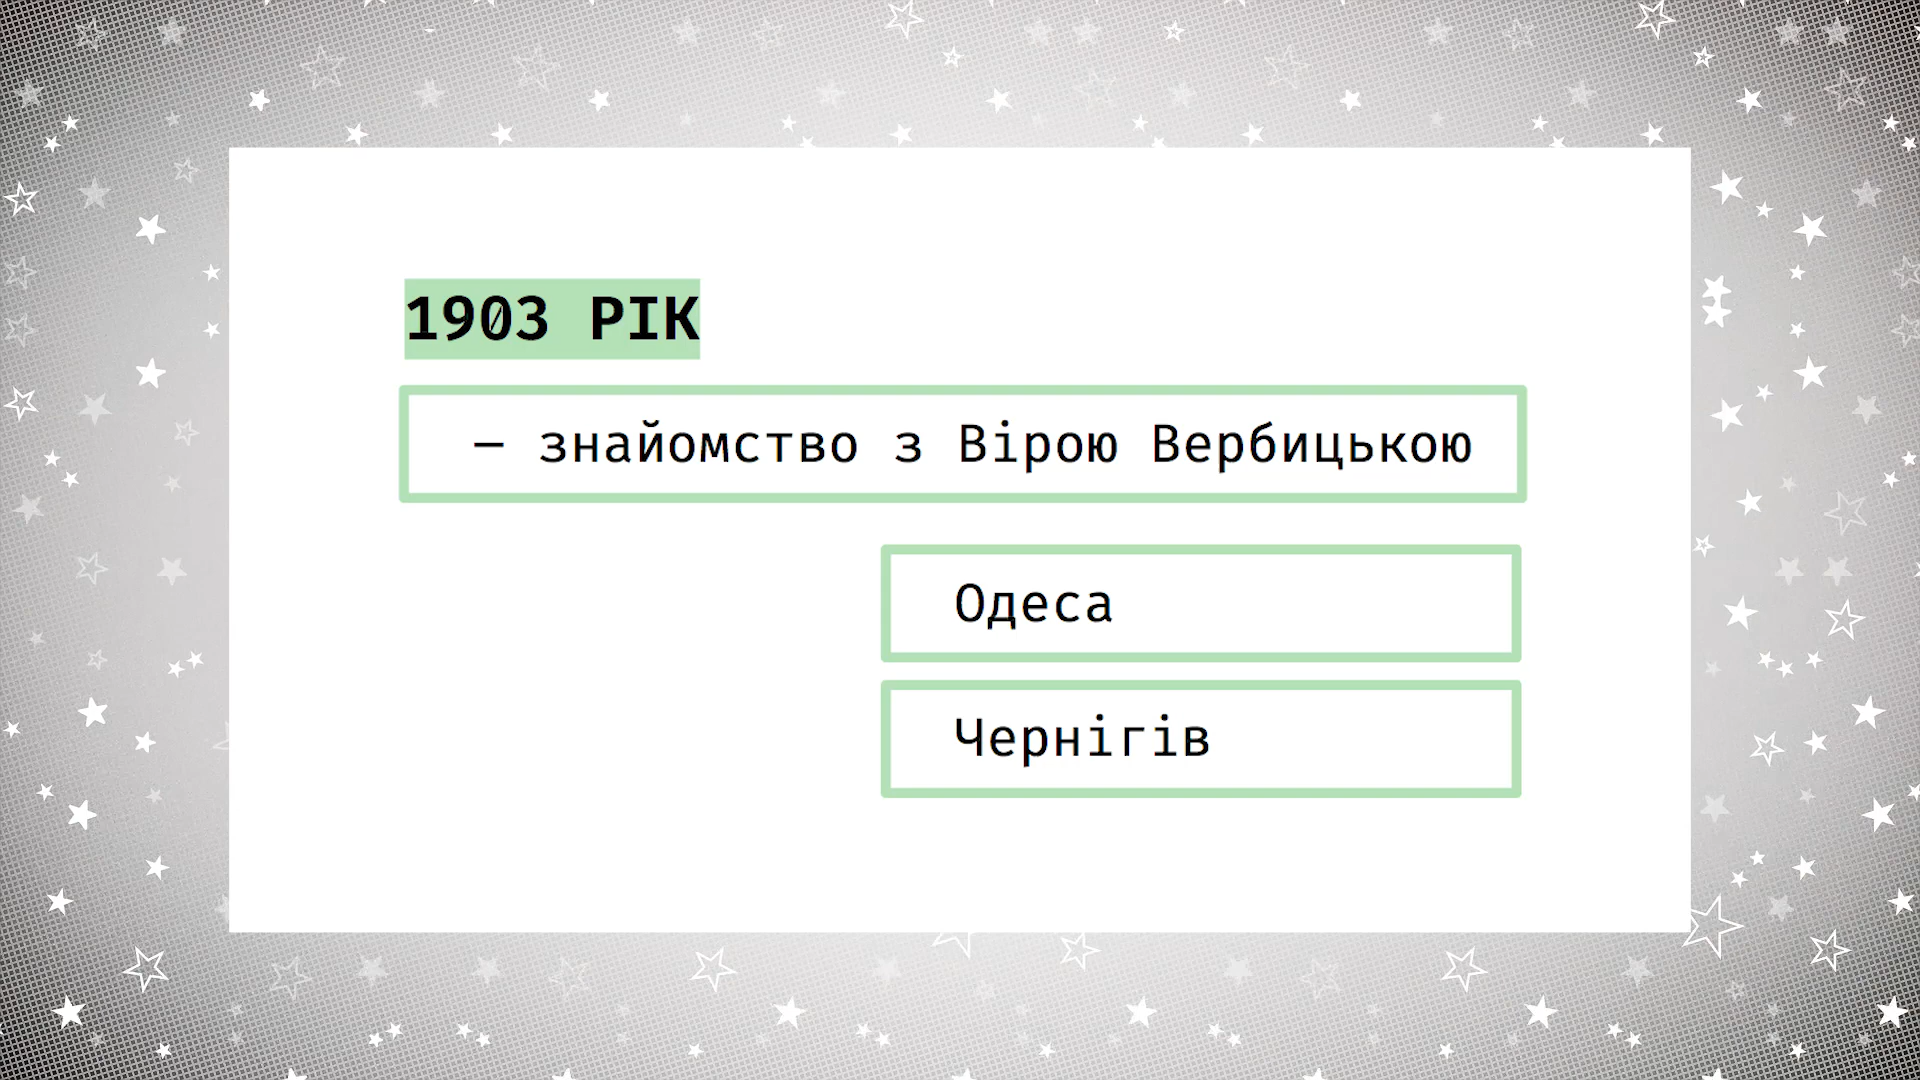 1903 РІК
— знайомство з Вірою Вербицькою
Одеса
Чернігів